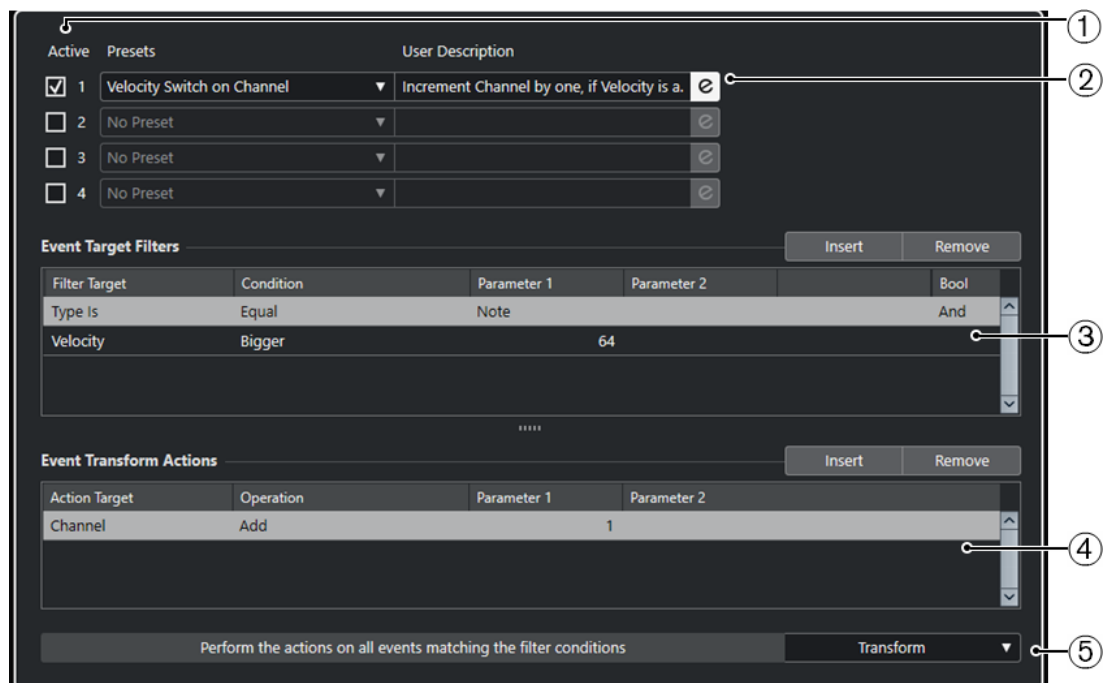 ①
Active Presets User Description
1 Velocity Switch on Channel Increment Channel by one, if Velocity is a. e
②
2 No Preset e
3 No Preset e
4 No Preset e
Event Target Filters Insert Remove
Filter Target Condition Parameter 1 Parameter 2 Bool
Type Is Equal Note And
Velocity Bigger 64
③
Event Transform Actions Insert Remove
Action Target Operation Parameter 1 Parameter 2
Channel Add 1
④
Perform the actions on all events matching the filter conditions Transform
⑤